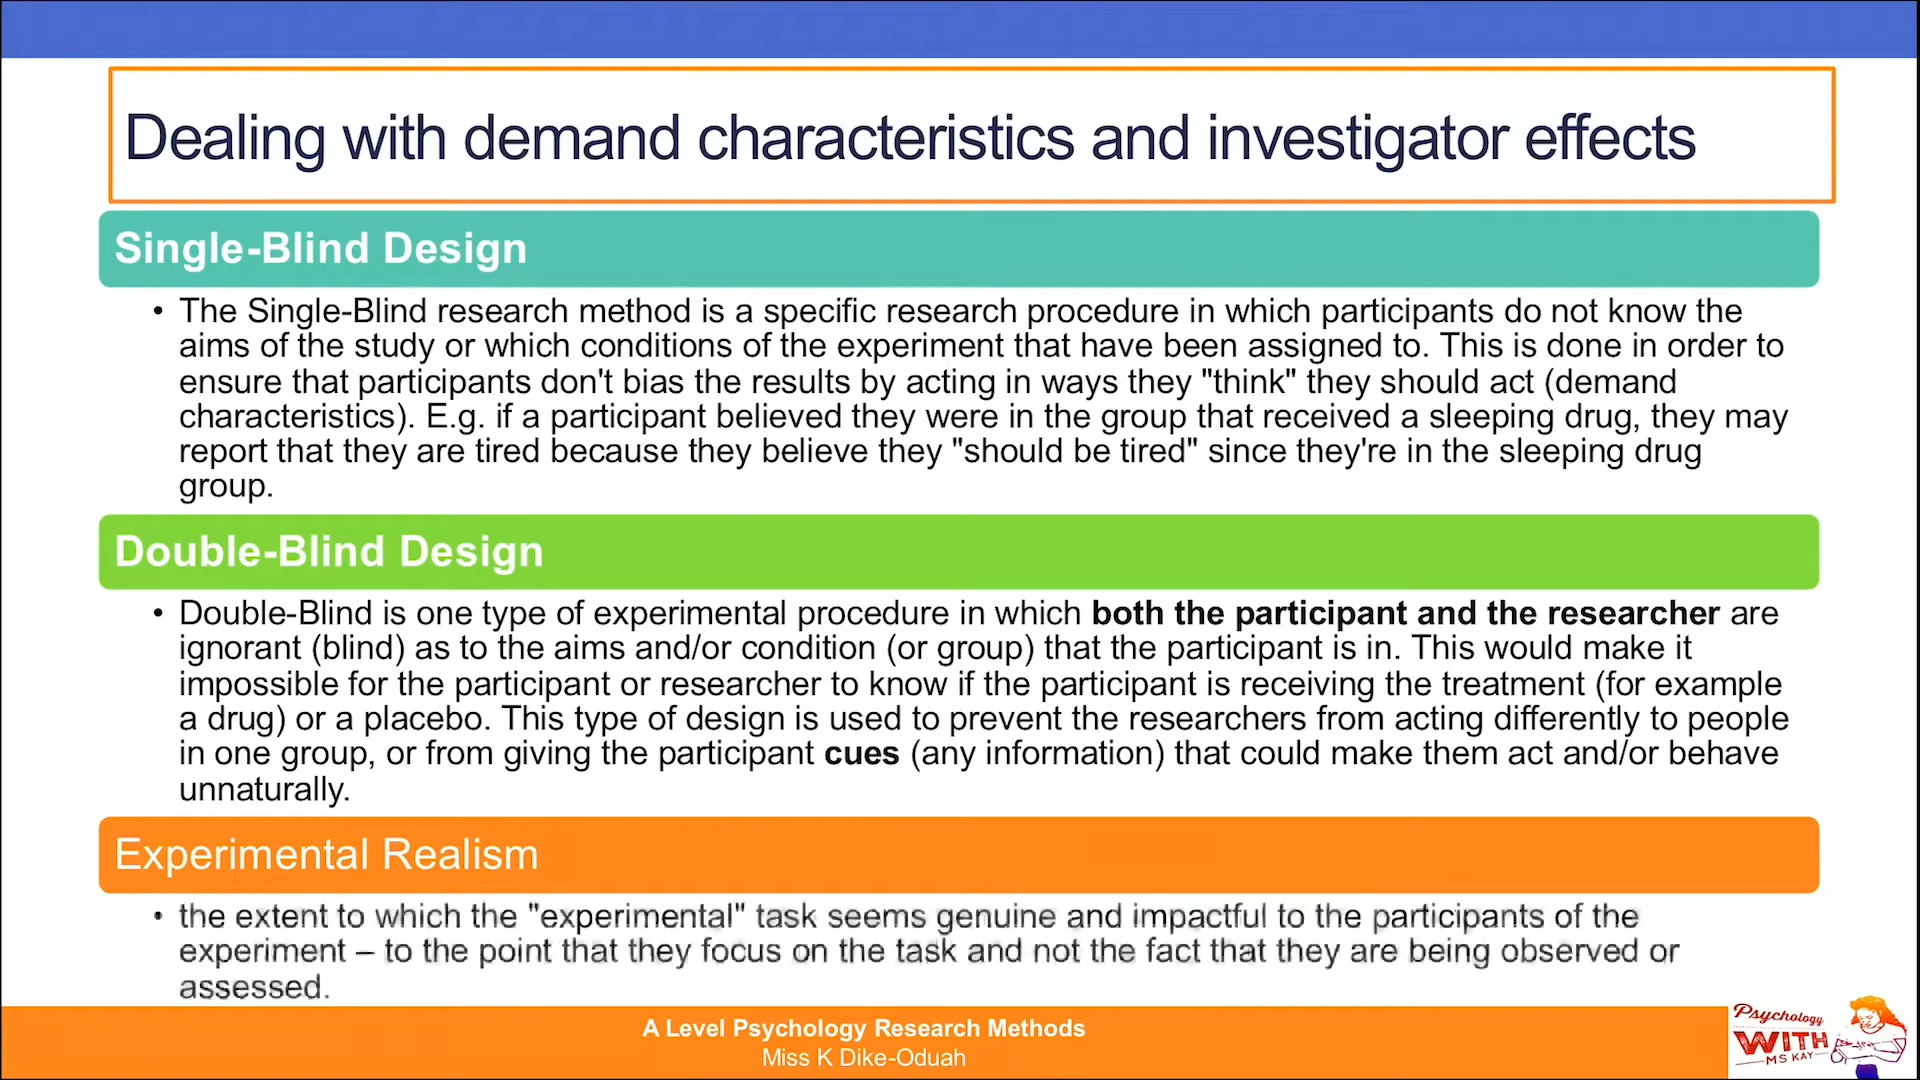 Dealing with demand characteristics and investigator effects
Single-Blind Design
• The Single-Blind research method is a specific research procedure in which participants do not know the
aims of the study or which conditions of the experiment that have been assigned to. This is done in order to
ensure that participants don't bias the results by acting in ways they "think" they should act (demand
characteristics). E.g. if a participant believed they were in the group that received a sleeping drug, they may
report that they are tired because they believe they "should be tired" since they're in the sleeping drug
group.
Double-Blind Design
• Double-Blind is one type of experimental procedure in which both the participant and the researcher are
ignorant (blind) as to the aims and/or condition (or group) that the participant is in. This would make it
impossible for the participant or researcher to know if the participant is receiving the treatment (for example
a drug) or a placebo. This type of design is used to prevent the researchers from acting differently to people
in one group, or from giving the participant cues (any information) that could make them act and/or behave
unnaturally.
Experimental Realism
• the extent to which the "experimental" task seems genuine and impactful to the participants of the
experiment – to the point that they focus on the task and not the fact that they are being observed or
assessed.
A Level Psychology Research Methods
Miss K Dike-Oduah
Psychology
WITH
MS KAY